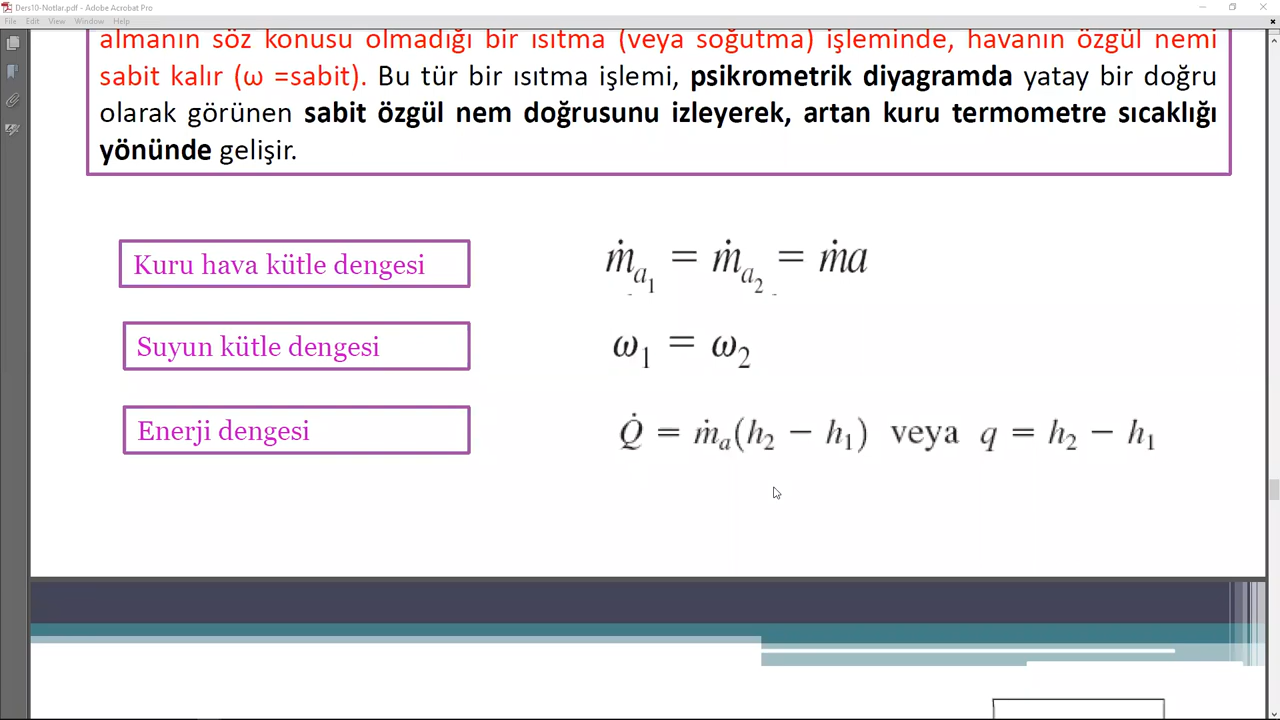 Ders10-Notlar.pdf - Adobe Acrobat Pro
File Edit View Window Help
almanın söz konusu olmadığı bir ısıtma (veya soğutma) işleminde, havanın özgül nemi
sabit kalır (ω =sabit). Bu tür bir ısıtma işlemi, psikrometrik diyagramda yatay bir doğru
olarak görünen sabit özgül nem doğrusunu izleyerek, artan kuru termometre sıcaklığı
yönünde gelişir.
Kuru hava kütle dengesi
ṁa₁ = ṁa₂ = ṁa
Suyun kütle dengesi
ω₁ = ω₂
Enerji dengesi
Q̇ = ṁₐ(h₂ − h₁) veya q = h₂ − h₁